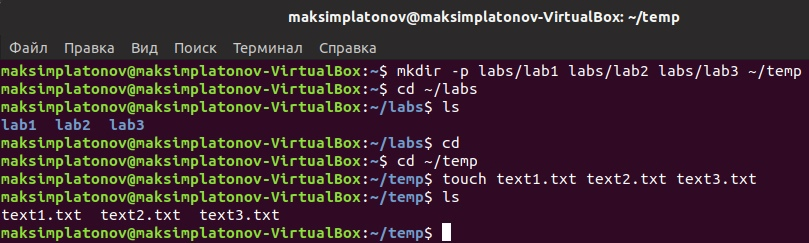 maksimplatonov@maksimplatonov-VirtualBox: ~/temp
Файл Правка Вид Поиск Терминал Справка
maksimplatonov@maksimplatonov-VirtualBox:~$ mkdir -p labs/lab1 labs/lab2 labs/lab3 ~/temp
maksimplatonov@maksimplatonov-VirtualBox:~$ cd ~/labs
maksimplatonov@maksimplatonov-VirtualBox:~/labs$ ls
lab1  lab2  lab3
maksimplatonov@maksimplatonov-VirtualBox:~/labs$ cd
maksimplatonov@maksimplatonov-VirtualBox:~$ cd ~/temp
maksimplatonov@maksimplatonov-VirtualBox:~/temp$ touch text1.txt text2.txt text3.txt
maksimplatonov@maksimplatonov-VirtualBox:~/temp$ ls
text1.txt  text2.txt  text3.txt
maksimplatonov@maksimplatonov-VirtualBox:~/temp$